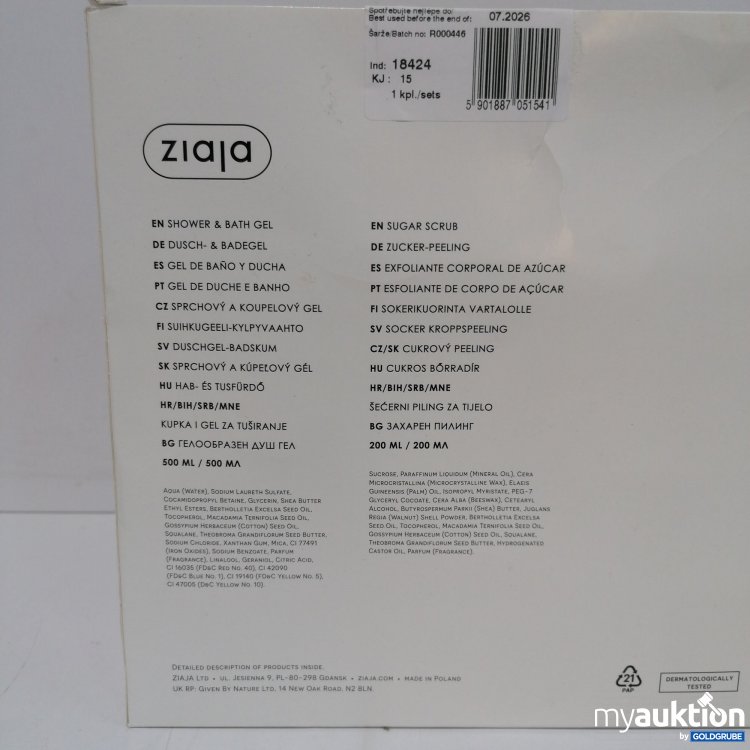 Spotřebujte nejlépe do/
Best used before the end of: 07.2026
Šarže/Batch no: R000446
Ind: 18424
KJ: 15
1 kpl./sets
5 901887 051541
ziaja
EN SHOWER & BATH GEL
DE DUSCH- & BADEGEL
ES GEL DE BAÑO Y DUCHA
PT GEL DE DUCHE E BANHO
CZ SPRCHOVÝ A KOUPELOVÝ GEL
FI SUIHKUGEELI-KYLPYVAAHTO
SV DUSCHGEL-BADSKUM
SK SPRCHOVÝ A KÚPEĽOVÝ GÉL
HU HAB- ÉS TUSFÜRDŐ
HR/BIH/SRB/MNE
KUPKA I GEL ZA TUŠIRANJE
BG ГЕЛООБРАЗЕН ДУШ ГЕЛ
500 ML / 500 МЛ
Aqua (Water), Sodium Laureth Sulfate,
Cocamidopropyl Betaine, Glycerin, Shea Butter
Ethyl Esters, Bertholletia Excelsa Seed Oil,
Tocopherol, Macadamia Ternifolia Seed Oil,
Gossypium Herbaceum (Cotton) Seed Oil,
Squalane, Theobroma Grandiflorum Seed Butter,
Sodium Chloride, Xanthan Gum, Mica, CI 77491
(Iron Oxides), Sodium Benzoate, Parfum
(Fragrance), Linalool, Geraniol, Citric Acid,
CI 16035 (FD&C Red No. 40), CI 42090
(FD&C Blue No. 1), CI 19140 (FD&C Yellow No. 5),
CI 47005 (D&C Yellow No. 10).
EN SUGAR SCRUB
DE ZUCKER-PEELING
ES EXFOLIANTE CORPORAL DE AZÚCAR
PT ESFOLIANTE DE CORPO DE AÇÚCAR
FI SOKERIKUORINTA VARTALOLLE
SV SOCKER KROPPSPEELING
CZ/SK CUKROVÝ PEELING
HU CUKROS BŐRRADÍR
HR/BIH/SRB/MNE
ŠEĆERNI PILING ZA TIJELO
BG ЗАХАРЕН ПИЛИНГ
200 ML / 200 МЛ
Sucrose, Paraffinum Liquidum (Mineral Oil), Cera
Microcristallina (Microcrystalline Wax), Elaeis
Guineensis (Palm) Oil, Isopropyl Myristate, PEG-7
Glyceryl Cocoate, Cera Alba (Beeswax), Cetearyl
Alcohol, Butyrospermum Parkii (Shea) Butter, Juglans
Regia (Walnut) Shell Powder, Bertholletia Excelsa
Seed Oil, Tocopherol, Macadamia Ternifolia Seed Oil,
Gossypium Herbaceum (Cotton) Seed Oil, Squalane,
Theobroma Grandiflorum Seed Butter, Hydrogenated
Castor Oil, Parfum (Fragrance).
Detailed description of products inside.
ZIAJA Ltd • ul. Jesienna 9, PL-80-298 Gdansk • ziaja.com • Made in Poland
UK RP: Given By Nature Ltd, 14 New Oak Road, N2 8LN.
21
PAP
DERMATOLOGICALLY
TESTED
myauktion
by GOLDGRUBE